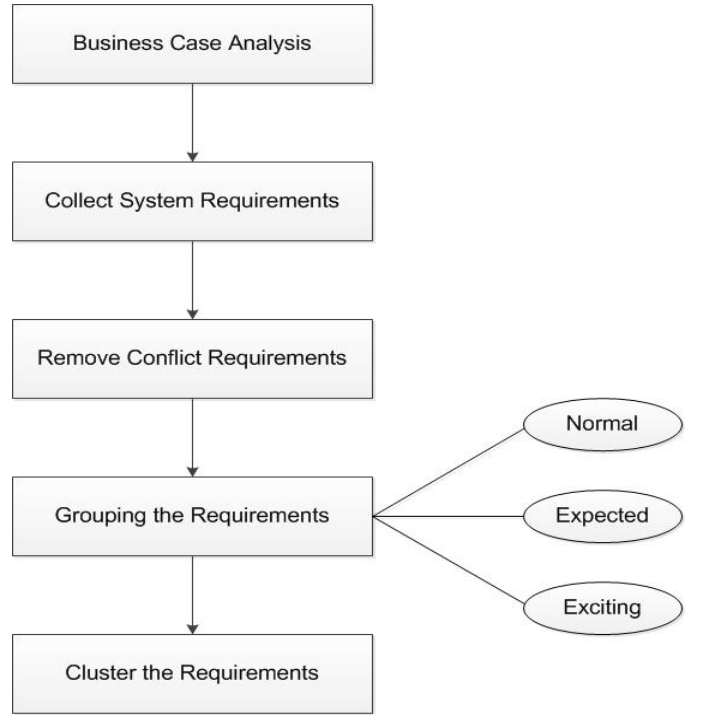 Business Case Analysis
Collect System Requirements
Remove Conflict Requirements
Normal
Grouping the Requirements
Expected
Exciting
Cluster the Requirements